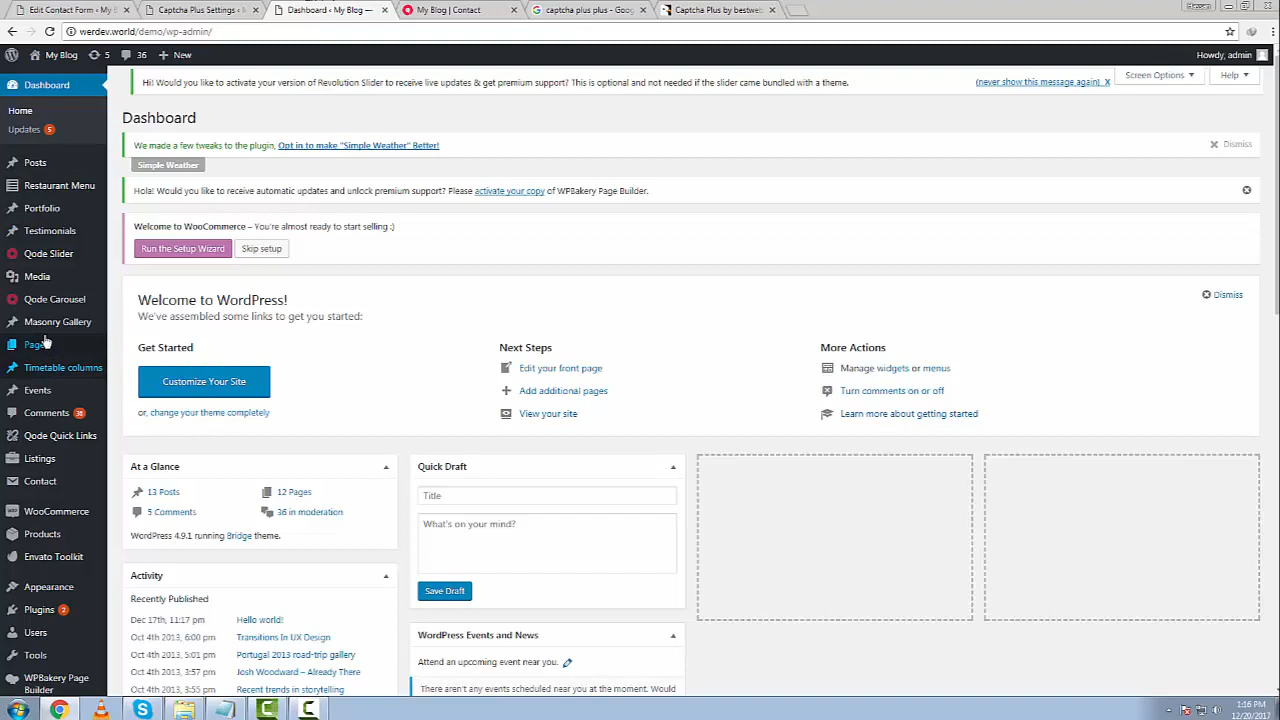 Edit Contact Form ‹ My B
Captcha Plus Settings ‹ M
Dashboard ‹ My Blog —
My Blog | Contact
captcha plus plus - Goog
Captcha Plus by bestweb
werdev.world/demo/wp-admin/
My Blog 5 36 + New
Howdy, admin
Dashboard
Home
Updates 5
Posts
Restaurant Menu
Portfolio
Testimonials
Qode Slider
Media
Qode Carousel
Masonry Gallery
Pages
Timetable columns
Events
Comments 36
Qode Quick Links
Listings
Contact
WooCommerce
Products
Envato Toolkit
Appearance
Plugins 2
Users
Tools
WPBakery Page
Builder
Hi! Would you like to activate your version of Revolution Slider to receive live updates & get premium support? This is optional and not needed if the slider came bundled with a theme.
(never show this message again) X
Screen Options
Help
Dashboard
We made a few tweaks to the plugin, Opt in to make "Simple Weather" Better!
Dismiss
Simple Weather
Hola! Would you like to receive automatic updates and unlock premium support? Please activate your copy of WPBakery Page Builder.
Welcome to WooCommerce – You're almost ready to start selling :)
Run the Setup Wizard
Skip setup
Welcome to WordPress!
Dismiss
We've assembled some links to get you started:
Get Started
Customize Your Site
or, change your theme completely
Next Steps
Edit your front page
Add additional pages
View your site
More Actions
Manage widgets or menus
Turn comments on or off
Learn more about getting started
At a Glance
13 Posts
12 Pages
5 Comments
36 in moderation
WordPress 4.9.1 running Bridge theme.
Activity
Recently Published
Dec 17th, 11:17 pm Hello world!
Oct 4th 2013, 6:00 pm Transitions In UX Design
Oct 4th 2013, 5:01 pm Portugal 2013 road-trip gallery
Oct 4th 2013, 3:57 pm Josh Woodward – Already There
Oct 4th 2013, 3:55 pm Recent trends in storytelling
Quick Draft
Title
What's on your mind?
Save Draft
WordPress Events and News
Attend an upcoming event near you.
There aren't any events scheduled near you at the moment. Would
1:16 PM
12/20/2017